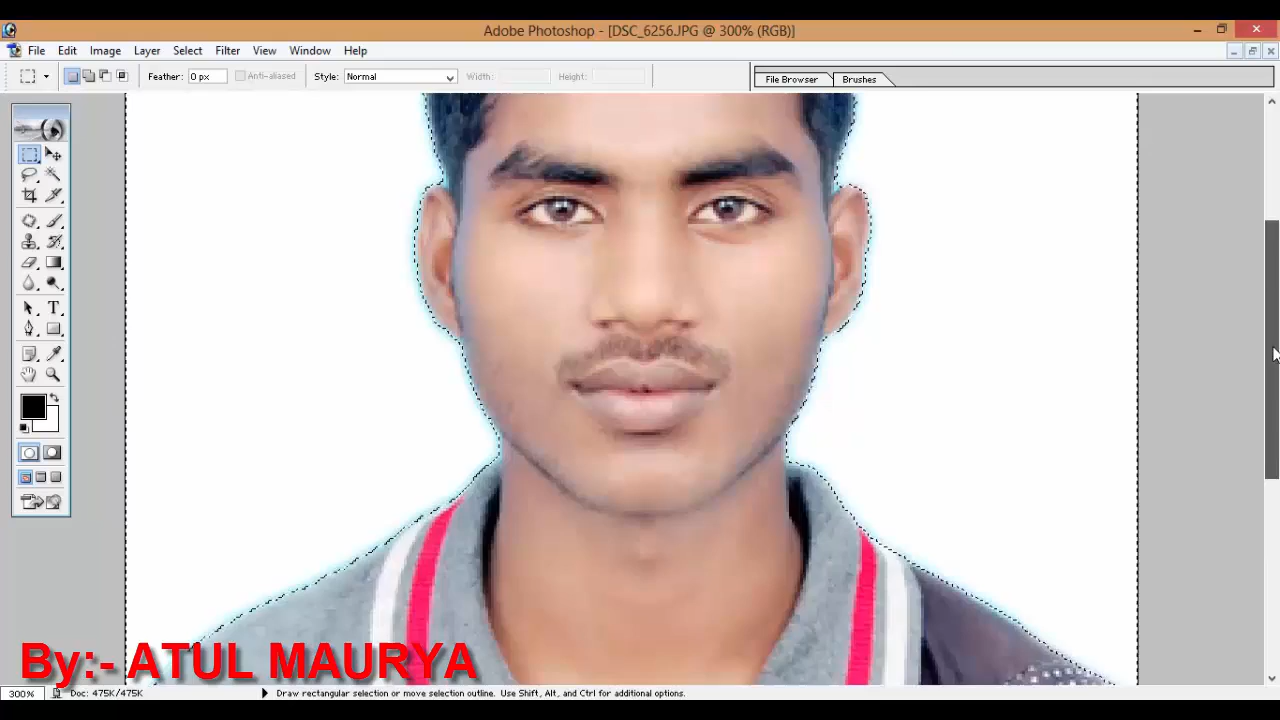 Adobe Photoshop - [DSC_6256.JPG @ 300% (RGB)]
File Edit Image Layer Select Filter View Window Help
Feather: 0 px Anti-aliased Style: Normal Width: Height: File Browser Brushes
T
By:- ATUL MAURYA
300% Doc: 475K/475K Draw rectangular selection or move selection outline. Use Shift, Alt, and Ctrl for additional options.